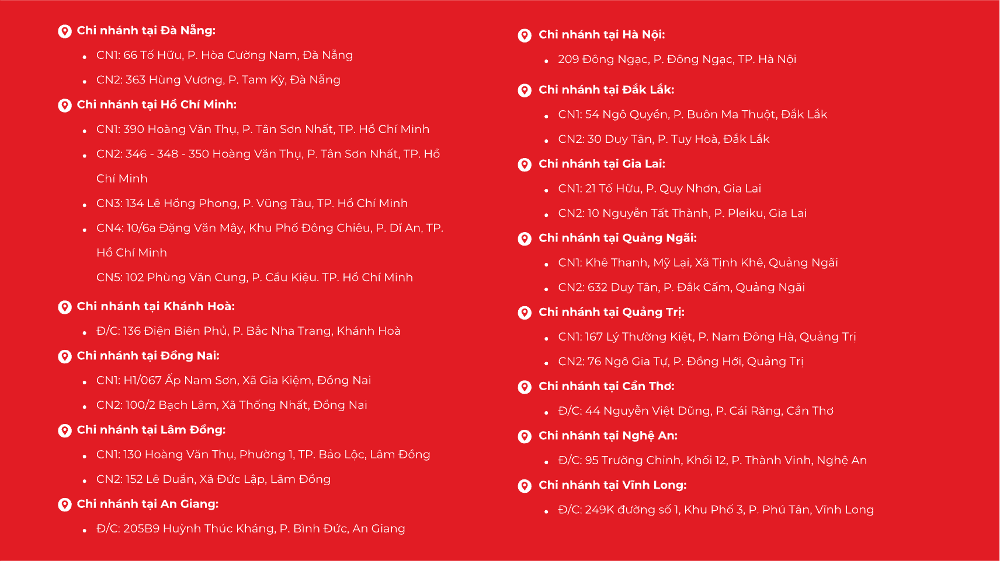 Chi nhánh tại Đà Nẵng:
CN1: 66 Tố Hữu, P. Hòa Cường Nam, Đà Nẵng
CN2: 363 Hùng Vương, P. Tam Kỳ, Đà Nẵng
Chi nhánh tại Hồ Chí Minh:
CN1: 390 Hoàng Văn Thụ, P. Tân Sơn Nhất, TP. Hồ Chí Minh
CN2: 346 - 348 - 350 Hoàng Văn Thụ, P. Tân Sơn Nhất, TP. Hồ
Chí Minh
CN3: 134 Lê Hồng Phong, P. Vũng Tàu, TP. Hồ Chí Minh
CN4: 10/6a Đặng Văn Mây, Khu Phố Đông Chiêu, P. Dĩ An, TP.
Hồ Chí Minh
CN5: 102 Phùng Văn Cung, P. Cầu Kiệu. TP. Hồ Chí Minh
Chi nhánh tại Khánh Hoà:
Đ/C: 136 Điện Biên Phủ, P. Bắc Nha Trang, Khánh Hoà
Chi nhánh tại Đồng Nai:
CN1: H1/067 Ấp Nam Sơn, Xã Gia Kiệm, Đồng Nai
CN2: 100/2 Bạch Lâm, Xã Thống Nhất, Đồng Nai
Chi nhánh tại Lâm Đồng:
CN1: 130 Hoàng Văn Thụ, Phường 1, TP. Bảo Lộc, Lâm Đồng
CN2: 152 Lê Duẩn, Xã Đức Lập, Lâm Đồng
Chi nhánh tại An Giang:
Đ/C: 205B9 Huỳnh Thúc Kháng, P. Bình Đức, An Giang
Chi nhánh tại Hà Nội:
209 Đông Ngạc, P. Đông Ngạc, TP. Hà Nội
Chi nhánh tại Đắk Lắk:
CN1: 54 Ngô Quyền, P. Buôn Ma Thuột, Đắk Lắk
CN2: 30 Duy Tân, P. Tuy Hoà, Đắk Lắk
Chi nhánh tại Gia Lai:
CN1: 21 Tố Hữu, P. Quy Nhơn, Gia Lai
CN2: 10 Nguyễn Tất Thành, P. Pleiku, Gia Lai
Chi nhánh tại Quảng Ngãi:
CN1: Khê Thanh, Mỹ Lại, Xã Tịnh Khê, Quảng Ngãi
CN2: 632 Duy Tân, P. Đắk Cấm, Quảng Ngãi
Chi nhánh tại Quảng Trị:
CN1: 167 Lý Thường Kiệt, P. Nam Đông Hà, Quảng Trị
CN2: 76 Ngô Gia Tự, P. Đồng Hới, Quảng Trị
Chi nhánh tại Cần Thơ:
Đ/C: 44 Nguyễn Việt Dũng, P. Cái Răng, Cần Thơ
Chi nhánh tại Nghệ An:
Đ/C: 95 Trường Chinh, Khối 12, P. Thành Vinh, Nghệ An
Chi nhánh tại Vĩnh Long:
Đ/C: 249K đường số 1, Khu Phố 3, P. Phú Tân, Vĩnh Long